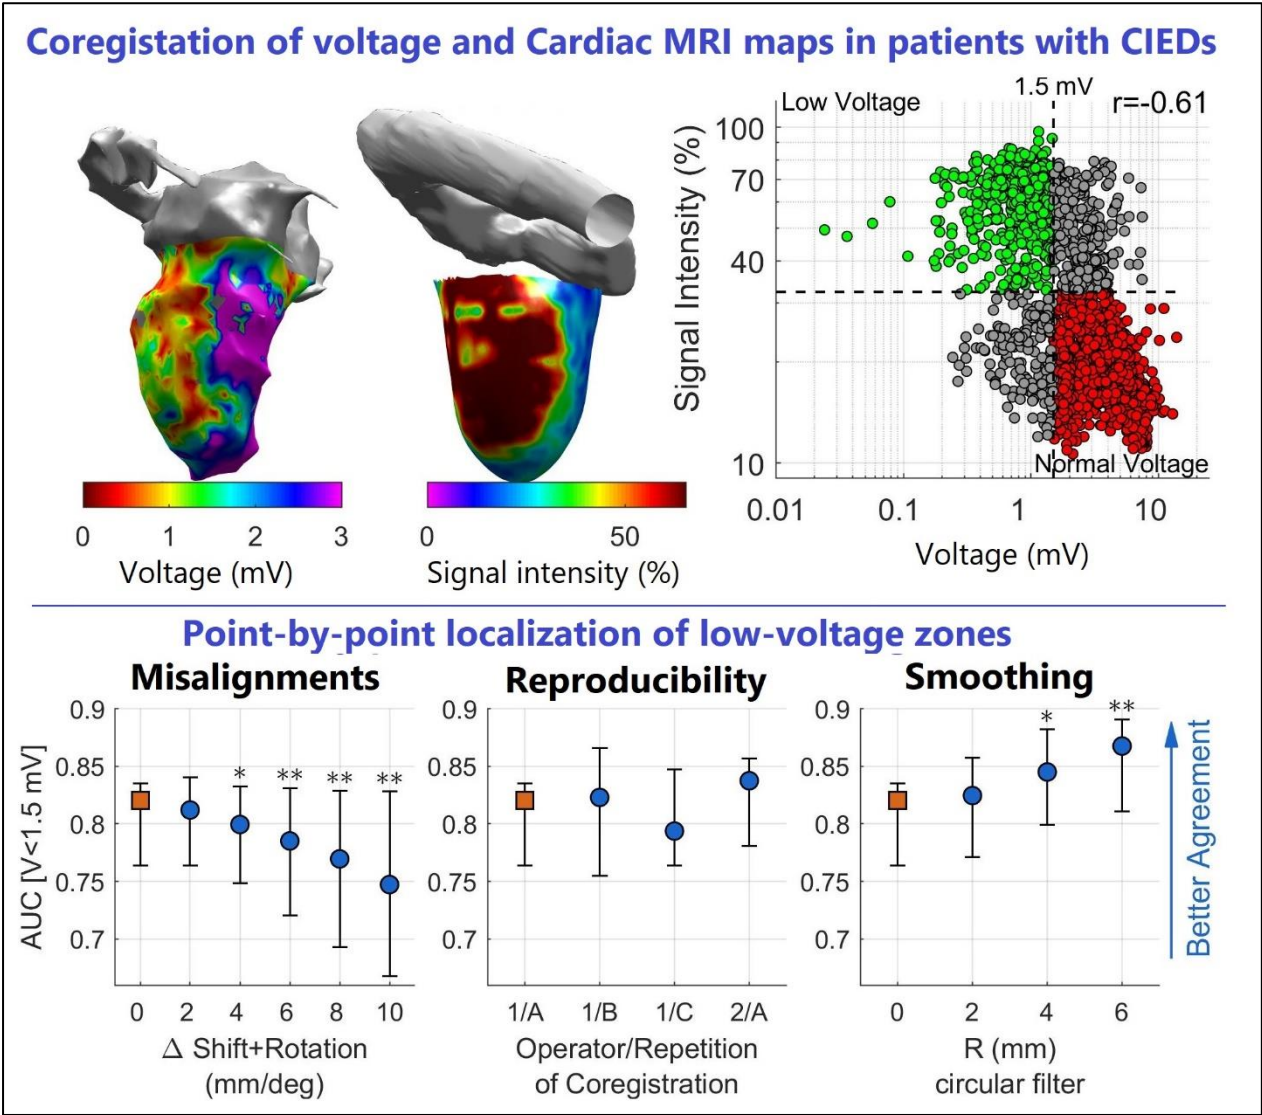 Coregistation of voltage and Cardiac MRI maps in patients with CIEDs
1.5 mV
Low Voltage
r=-0.61
Signal Intensity (%)
100
70
40
10
Normal Voltage
0.01 0.1 1 10
Voltage (mV)
0 1 2 3
Voltage (mV)
0 50
Signal intensity (%)
Point-by-point localization of low-voltage zones
Misalignments
AUC [V<1.5 mV]
0.9
0.85
0.8
0.75
0.7
* ** ** **
0 2 4 6 8 10
Δ Shift+Rotation
(mm/deg)
Reproducibility
0.9
0.85
0.8
0.75
0.7
1/A 1/B 1/C 2/A
Operator/Repetition
of Coregistration
Smoothing
0.9
0.85
0.8
0.75
0.7
* **
0 2 4 6
R (mm)
circular filter
Better Agreement